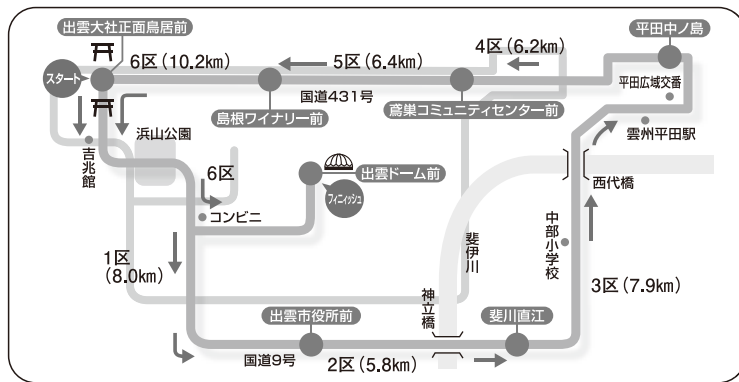 出雲大社正面鳥居前
6区（10.2km）
5区（6.4km）
4区（6.2km）
平田中ノ島
スタート
国道431号
平田広域交番
島根ワイナリー前
鳶巣コミュニティセンター前
雲州平田駅
吉兆館
浜山公園
6区
出雲ドーム前
フィニィッシュ
コンビニ
西代橋
斐伊川
中部小学校
1区
（8.0km）
神立橋
3区（7.9km）
出雲市役所前
斐川直江
国道9号
2区（5.8km）